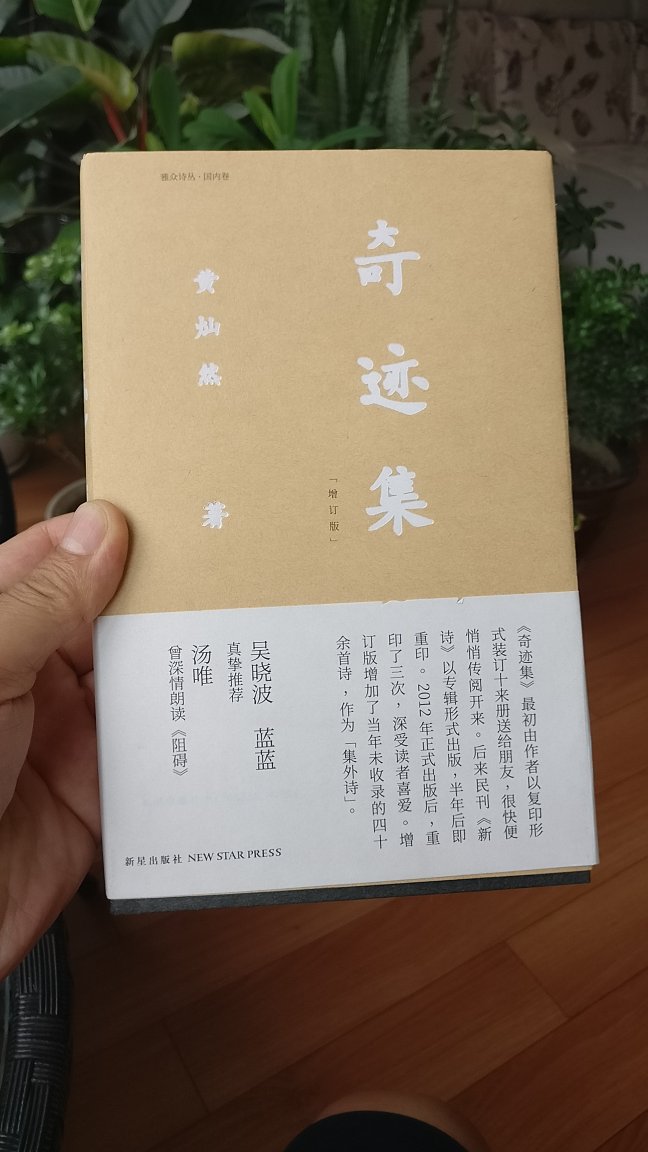 雅众诗丛·国内卷
奇迹集
「增订版」
黄灿然 著
《奇迹集》最初由作者以复印形
式装订十来册送给朋友，很快便
悄悄传阅开来。后来民刊《新
诗》以专辑形式出版，半年后即
重印。2012年正式出版后，重
印了三次，深受读者喜爱。增
订版增加了当年未收录的四十
余首诗，作为「集外诗」。
吴晓波 蓝蓝
真挚推荐
汤唯
曾深情朗读《阻碍》
新星出版社 NEW STAR PRESS